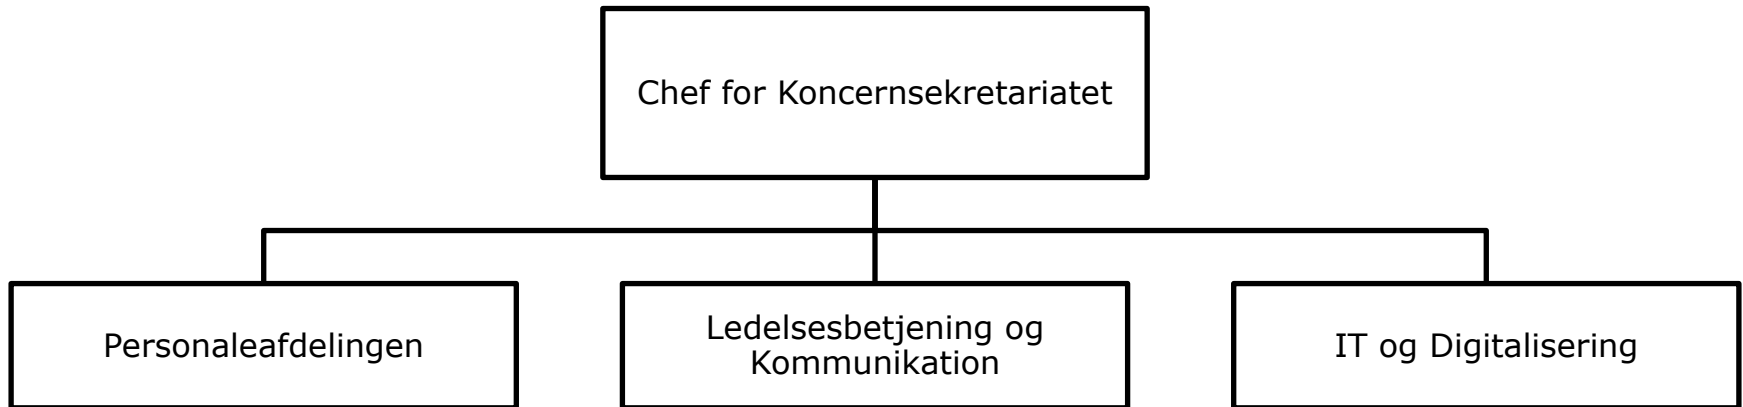 Chef for Koncernsekretariatet
Personaleafdelingen
Ledelsesbetjening og
Kommunikation
IT og Digitalisering